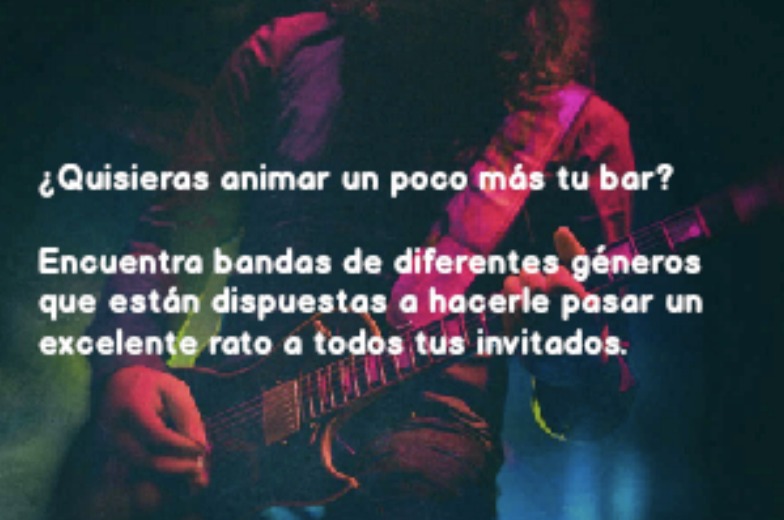 ¿Quisieras animar un poco más tu bar?
Encuentra bandas de diferentes géneros
que están dispuestas a hacerle pasar un
excelente rato a todos tus invitados.